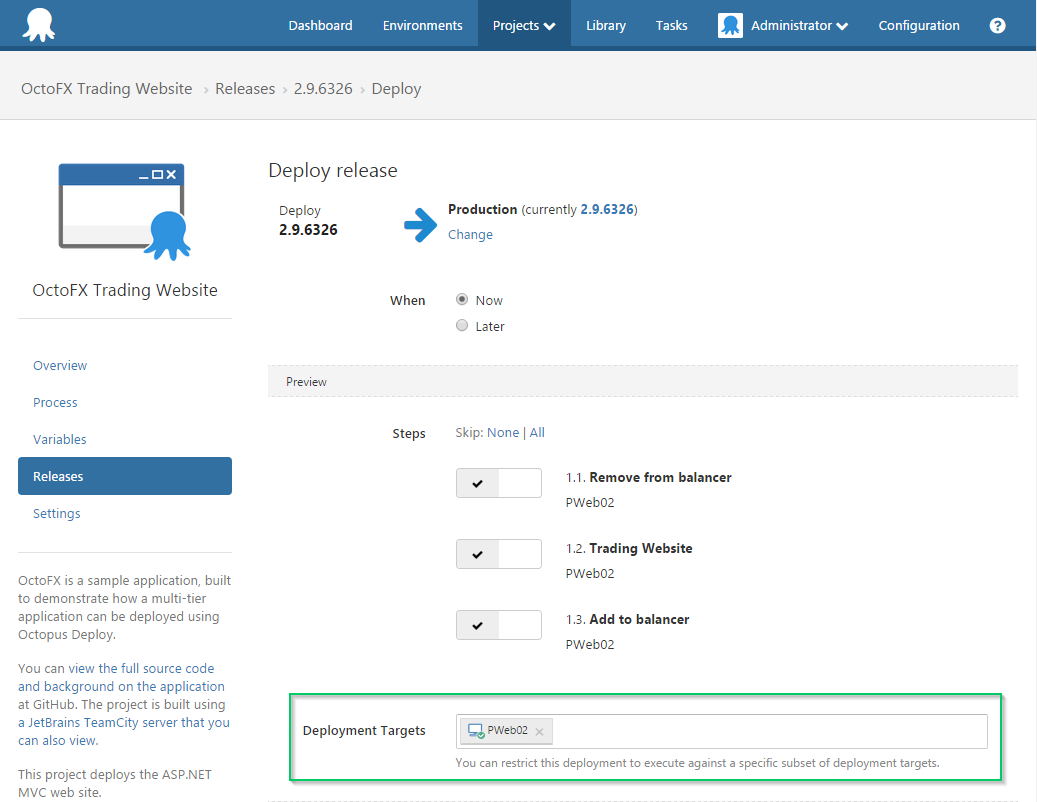 Dashboard Environments Projects Library Tasks Administrator Configuration ?
OctoFX Trading Website › Releases › 2.9.6326 › Deploy
OctoFX Trading Website
Overview
Process
Variables
Releases
Settings
OctoFX is a sample application, built
to demonstrate how a multi-tier
application can be deployed using
Octopus Deploy.
You can view the full source code
and background on the application
at GitHub. The project is built using
a JetBrains TeamCity server that you
can also view.
This project deploys the ASP.NET
MVC web site.
Deploy release
Deploy
2.9.6326
Production (currently 2.9.6326)
Change
When
Now
Later
Preview
Steps
Skip: None | All
1.1. Remove from balancer
PWeb02
1.2. Trading Website
PWeb02
1.3. Add to balancer
PWeb02
Deployment Targets
PWeb02 ×
You can restrict this deployment to execute against a specific subset of deployment targets.